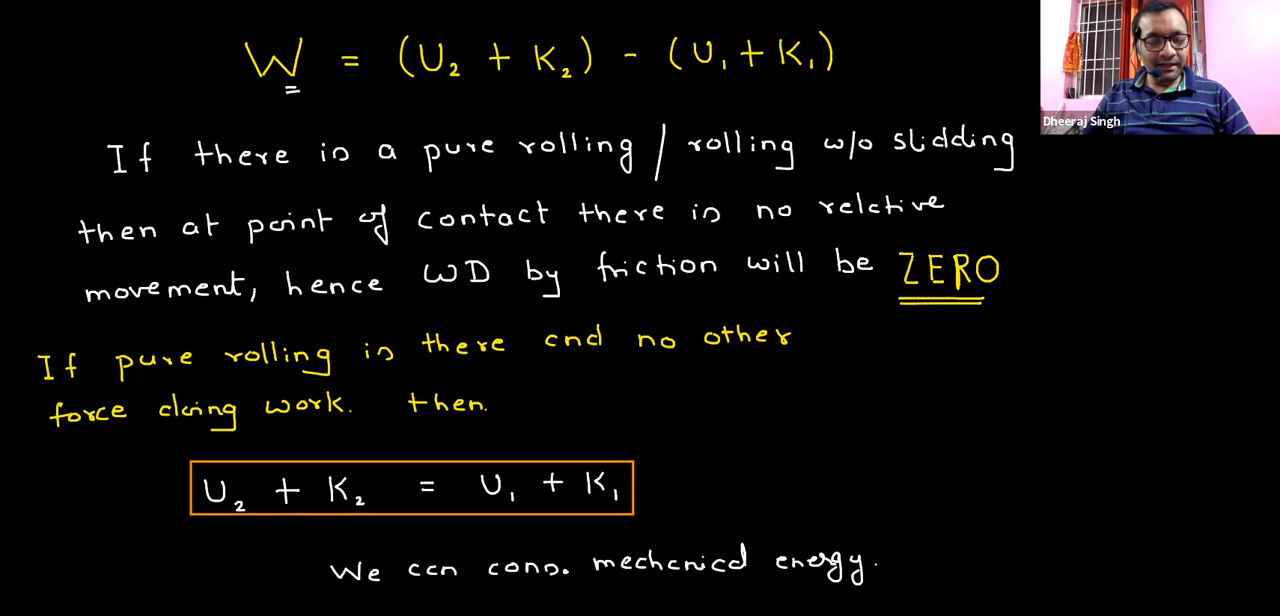 W = (U₂ + K₂) - (U₁ + K₁)
Dheeraj Singh
If there is a pure rolling / rolling w/o slidding
then at point of contact there is no relative
movement, hence WD by friction will be ZERO
If pure rolling is there and no other
force doing work. then.
U₂ + K₂ = U₁ + K₁
We can cons. mechanical energy.